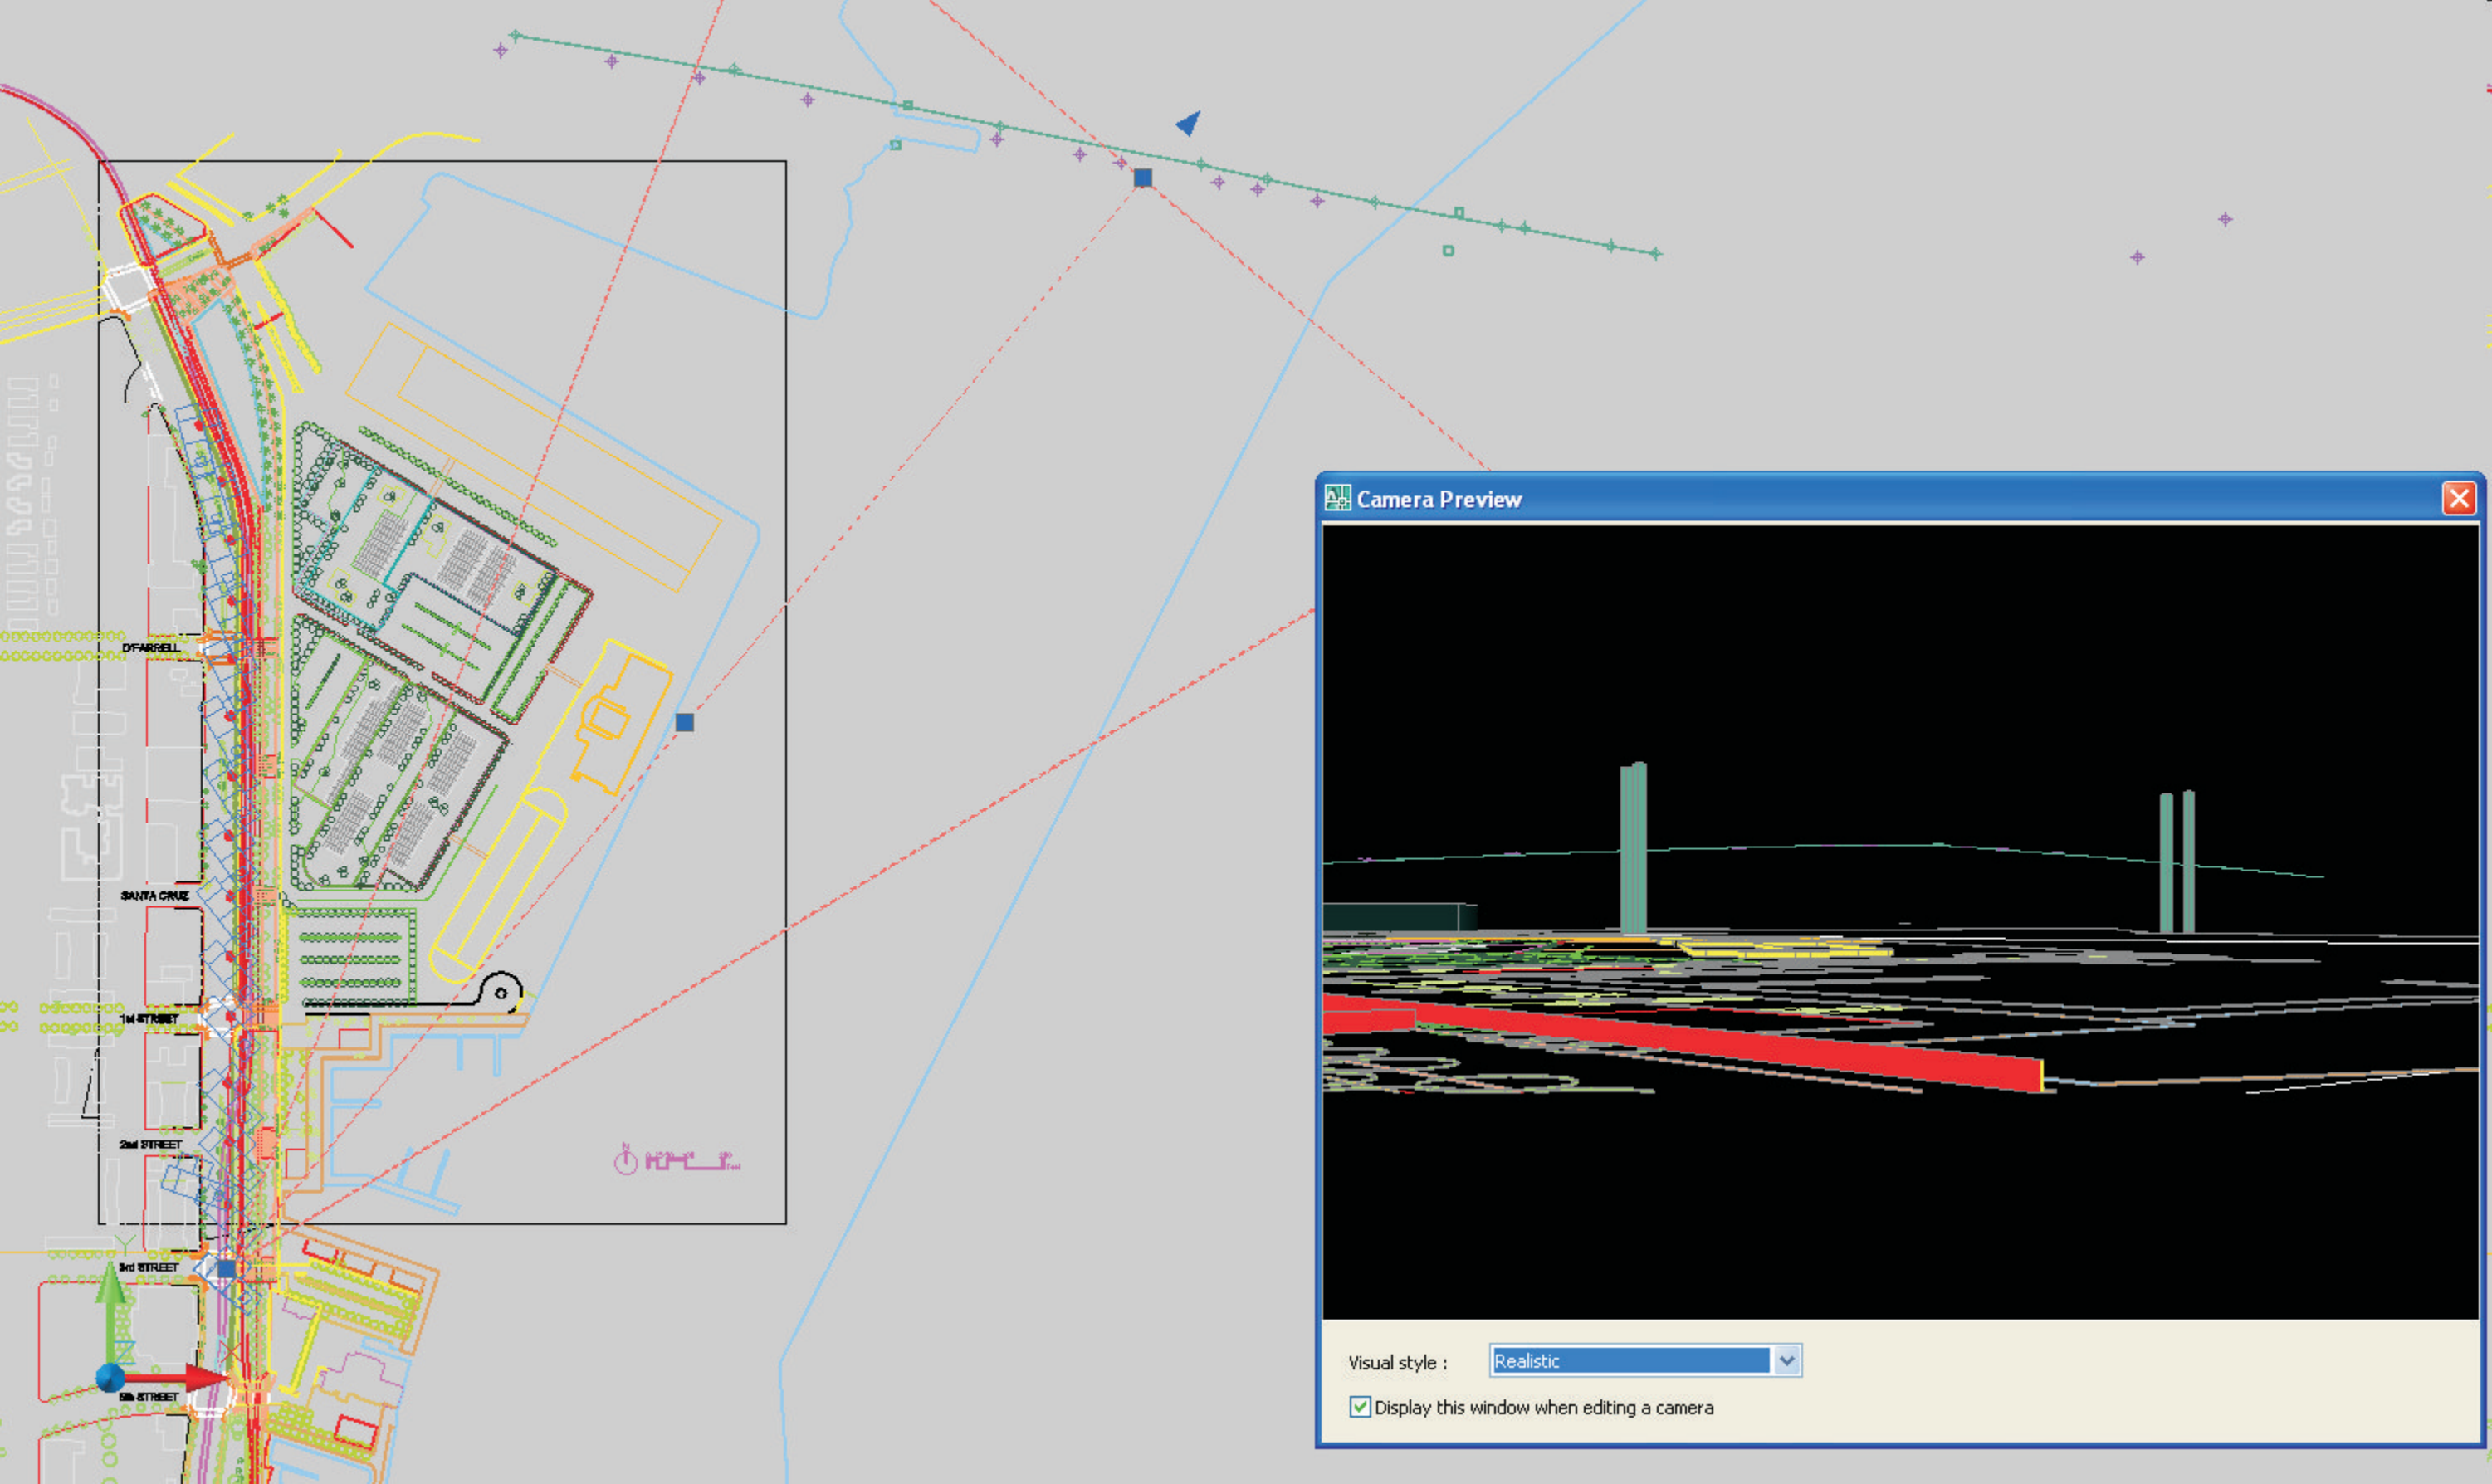 Camera Preview
O'FARRELL
SANTA CRUZ
1st STREET
2nd STREET
3rd STREET
5th STREET
N
Visual style :
Realistic
Display this window when editing a camera